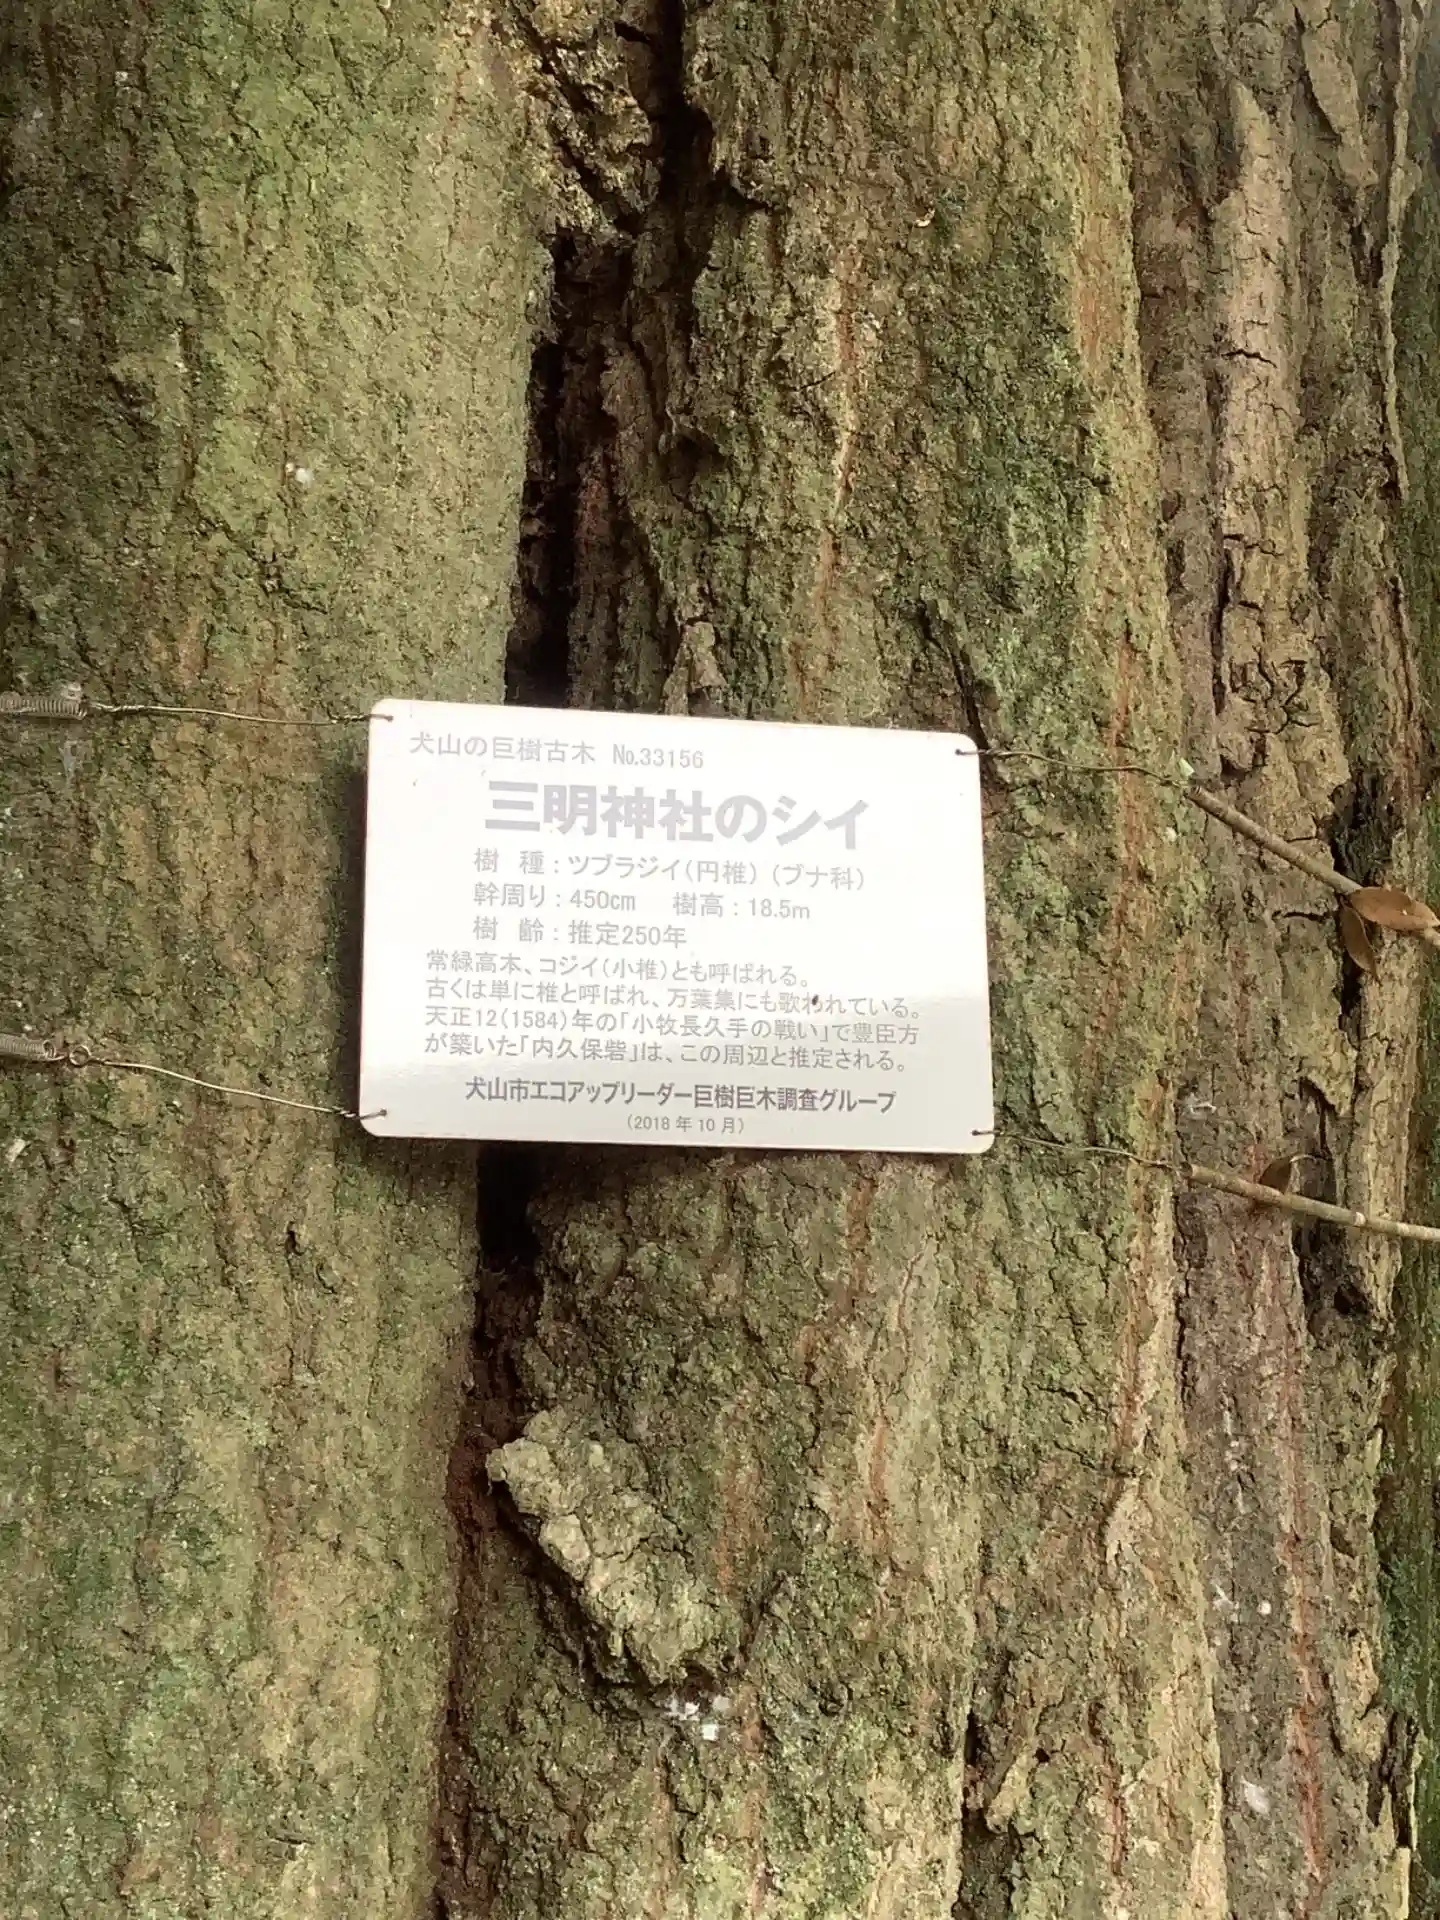 犬山の巨樹古木 №33156
三明神社のシイ
樹 種：ツブラジイ（円椎）（ブナ科）
幹周り：450cm 樹高：18.5m
樹 齢：推定250年
常緑高木、コジイ（小椎）とも呼ばれる。
古くは単に椎と呼ばれ、万葉集にも歌われている。
天正12（1584）年の「小牧長久手の戦い」で豊臣方
が築いた「内久保砦」は、この周辺と推定される。
犬山市エコアップリーダー巨樹巨木調査グループ
（2018年10月）